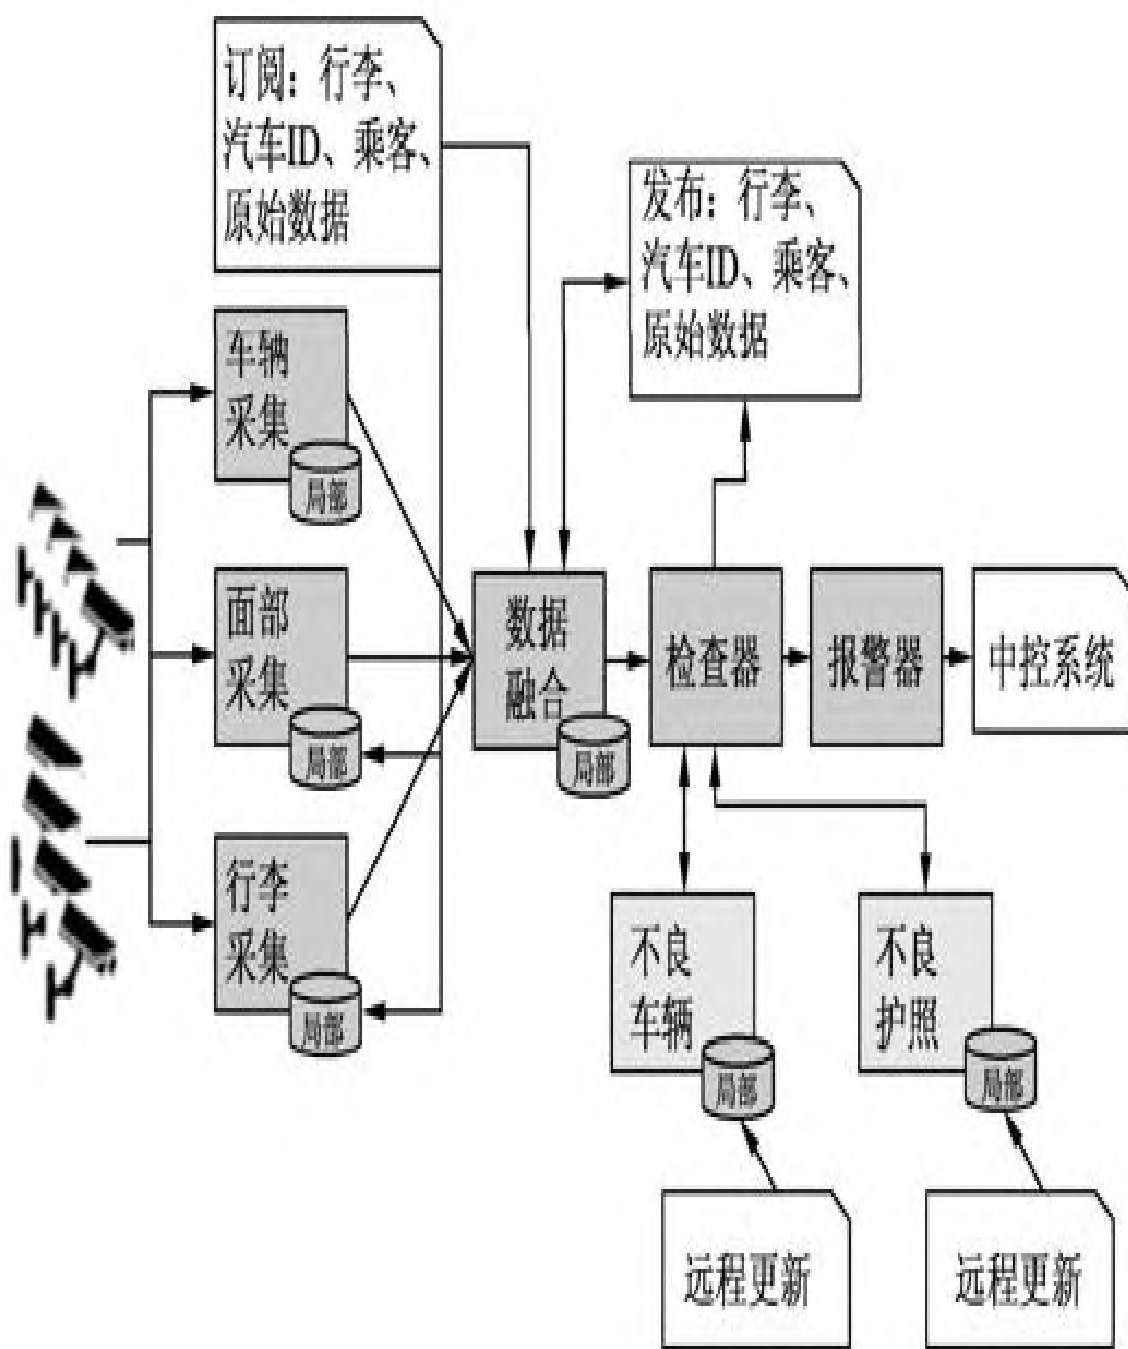 订阅：行李、
汽车ID、乘客、
原始数据
发布：行李、
汽车ID、乘客、
原始数据
车辆
采集
局部
面部
采集
局部
行李
采集
局部
数据
融合
局部
检查器
报警器
中控系统
不良
车辆
局部
不良
护照
局部
远程更新
远程更新